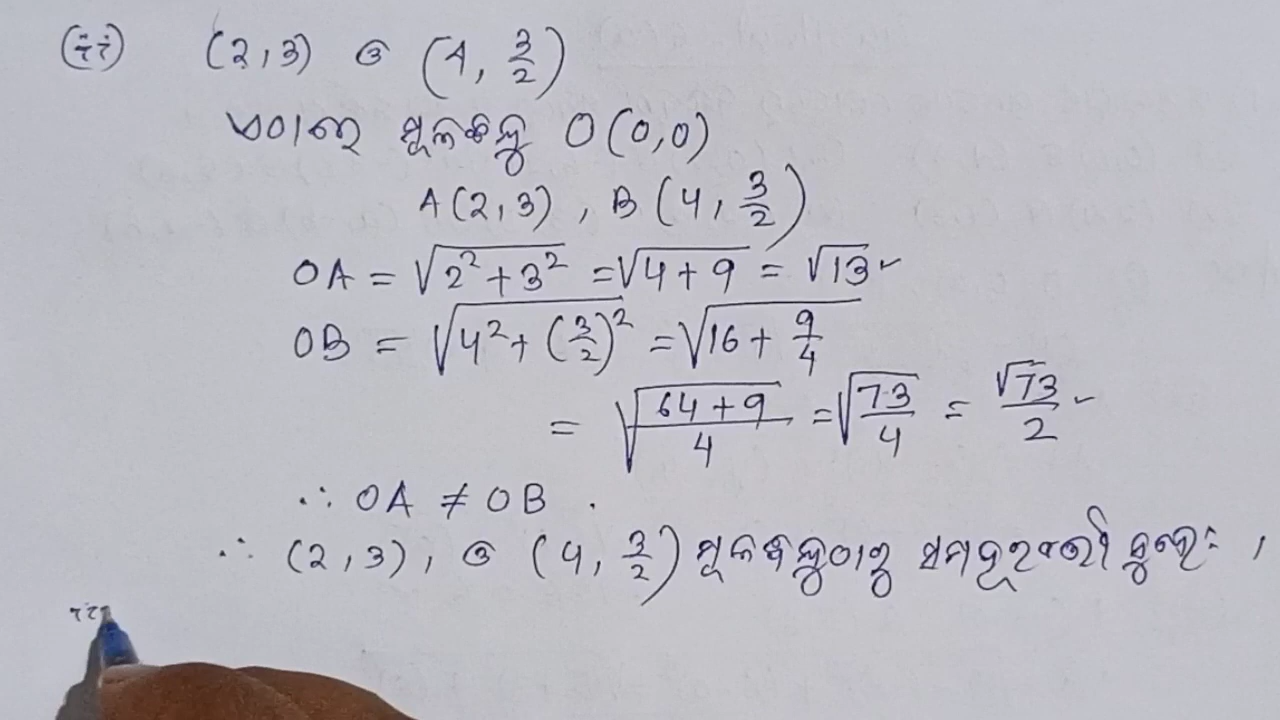 (ii) (2,3) ଓ (4, 3/2)
ଏଠାରେ ମୂଳବିନ୍ଦୁ O(0,0)
A(2,3), B(4, 3/2)
OA = √(2² + 3²) = √(4+9) = √13 ✓
OB = √(4² + (3/2)²) = √(16 + 9/4)
= √((64+9)/4) = √(73/4) = √73/2 ✓
∴ OA ≠ OB .
∴ (2,3), ଓ (4, 3/2) ମୂଳବିନ୍ଦୁଠାରୁ ସମଦୂରବର୍ତ୍ତୀ ନୁହେଁ ,